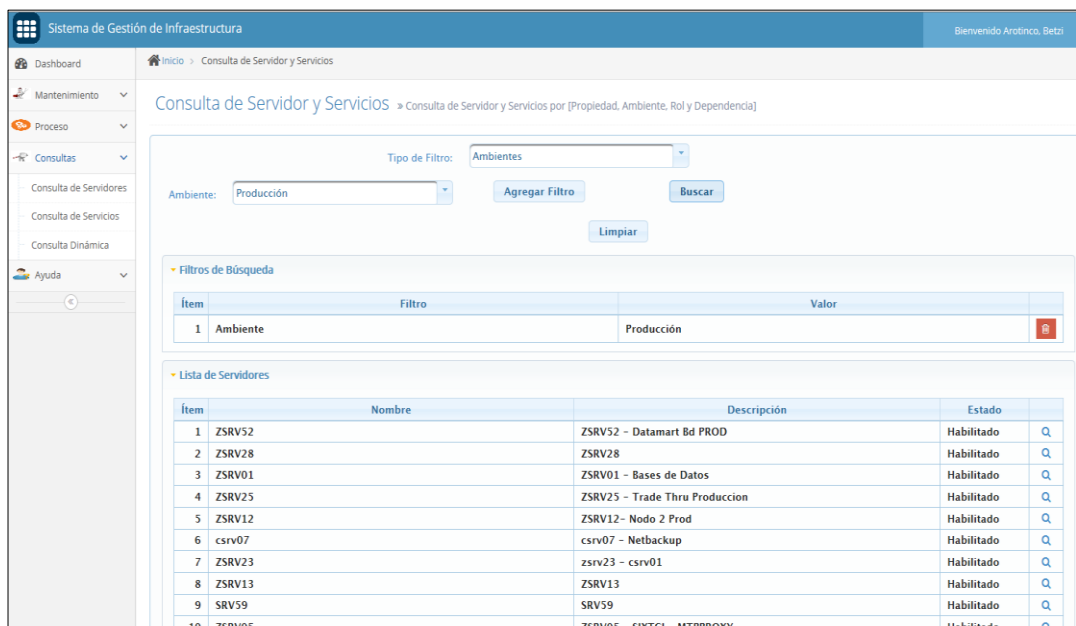 Sistema de Gestión de Infraestructura
Bienvenido Arotinco, Betzi
Dashboard
Mantenimiento
Proceso
Consultas
Consulta de Servidores
Consulta de Servicios
Consulta Dinámica
Ayuda
Inicio > Consulta de Servidor y Servicios
Consulta de Servidor y Servicios » Consulta de Servidor y Servicios por [Propiedad, Ambiente, Rol y Dependencia]
Tipo de Filtro: Ambientes
Ambiente: Producción Agregar Filtro Buscar
Limpiar
Filtros de Búsqueda
Ítem Filtro Valor
1 Ambiente Producción
Lista de Servidores
Ítem Nombre Descripción Estado
1 ZSRV52 ZSRV52 - Datamart Bd PROD Habilitado
2 ZSRV28 ZSRV28 Habilitado
3 ZSRV01 ZSRV01 - Bases de Datos Habilitado
4 ZSRV25 ZSRV25 - Trade Thru Produccion Habilitado
5 ZSRV12 ZSRV12- Nodo 2 Prod Habilitado
6 csrv07 csrv07 - Netbackup Habilitado
7 ZSRV23 zsrv23 - csrv01 Habilitado
8 ZSRV13 ZSRV13 Habilitado
9 SRV59 SRV59 Habilitado
10 Habilitado